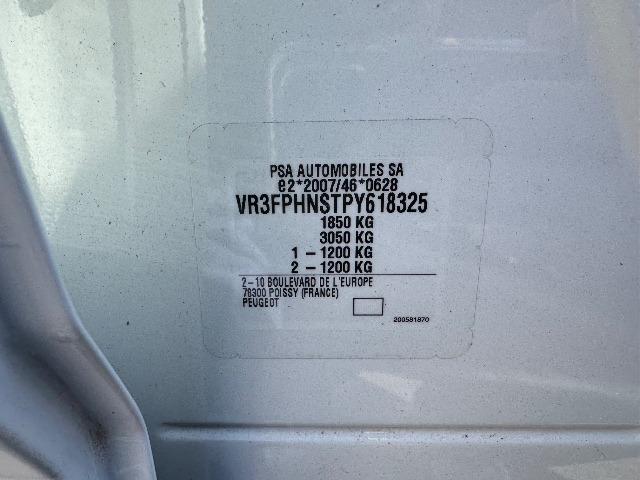 PSA AUTOMOBILES SA
e2*2007/46*0628
VR3FPHNSTPY618325
1850 KG
3050 KG
1 – 1200 KG
2 – 1200 KG
2–10 BOULEVARD DE L'EUROPE
78300 POISSY (FRANCE)
PEUGEOT
200581870